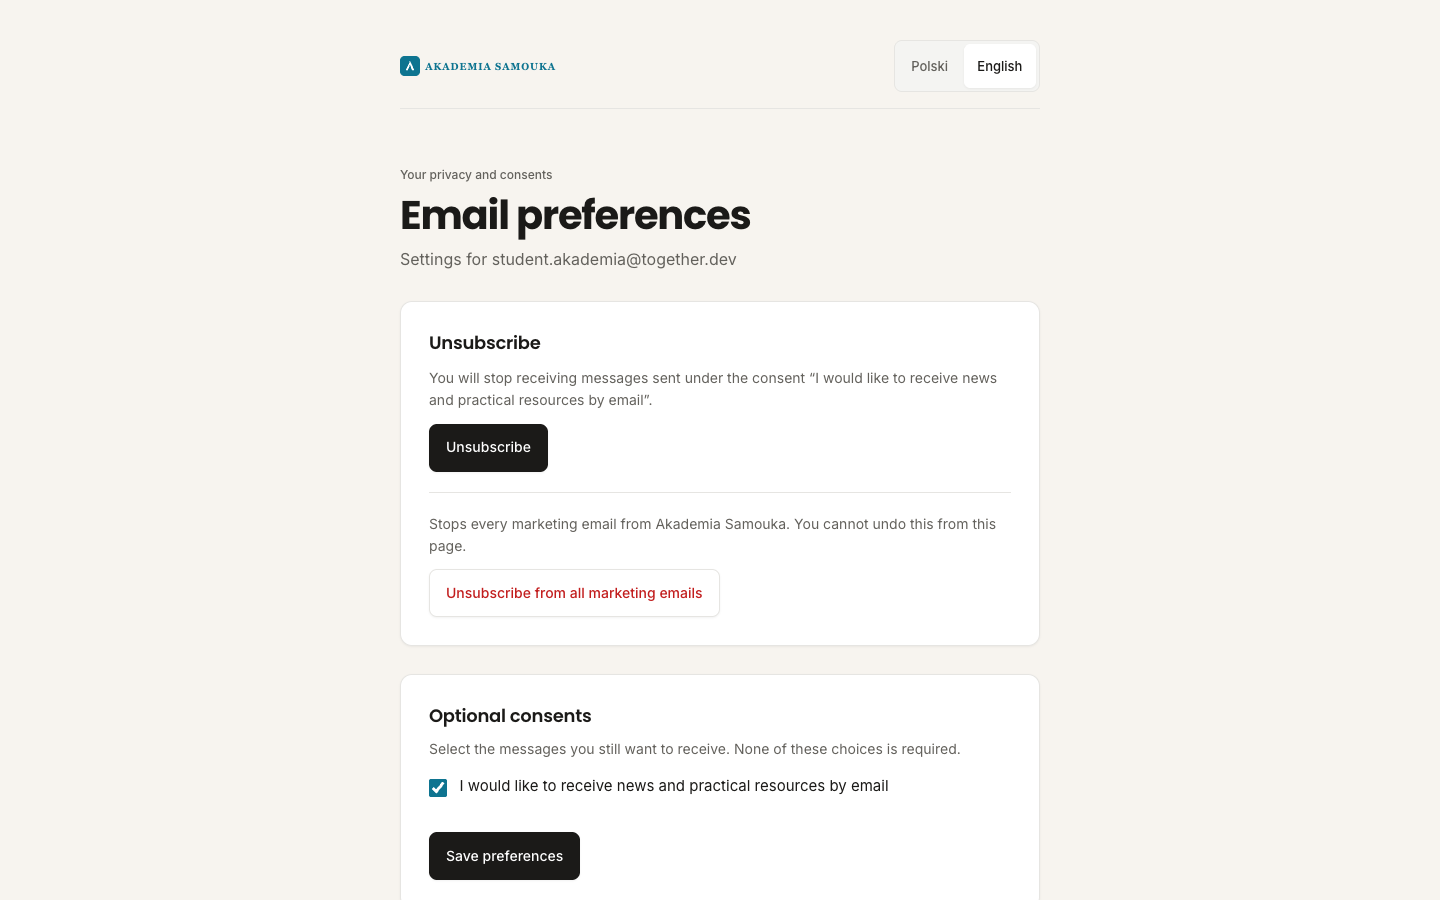 AKADEMIA SAMOUKA
Polski
English
Your privacy and consents
Email preferences
Settings for student.akademia@together.dev
Unsubscribe
You will stop receiving messages sent under the consent “I would like to receive news
and practical resources by email”.
Unsubscribe
Stops every marketing email from Akademia Samouka. You cannot undo this from this
page.
Unsubscribe from all marketing emails
Optional consents
Select the messages you still want to receive. None of these choices is required.
I would like to receive news and practical resources by email
Save preferences